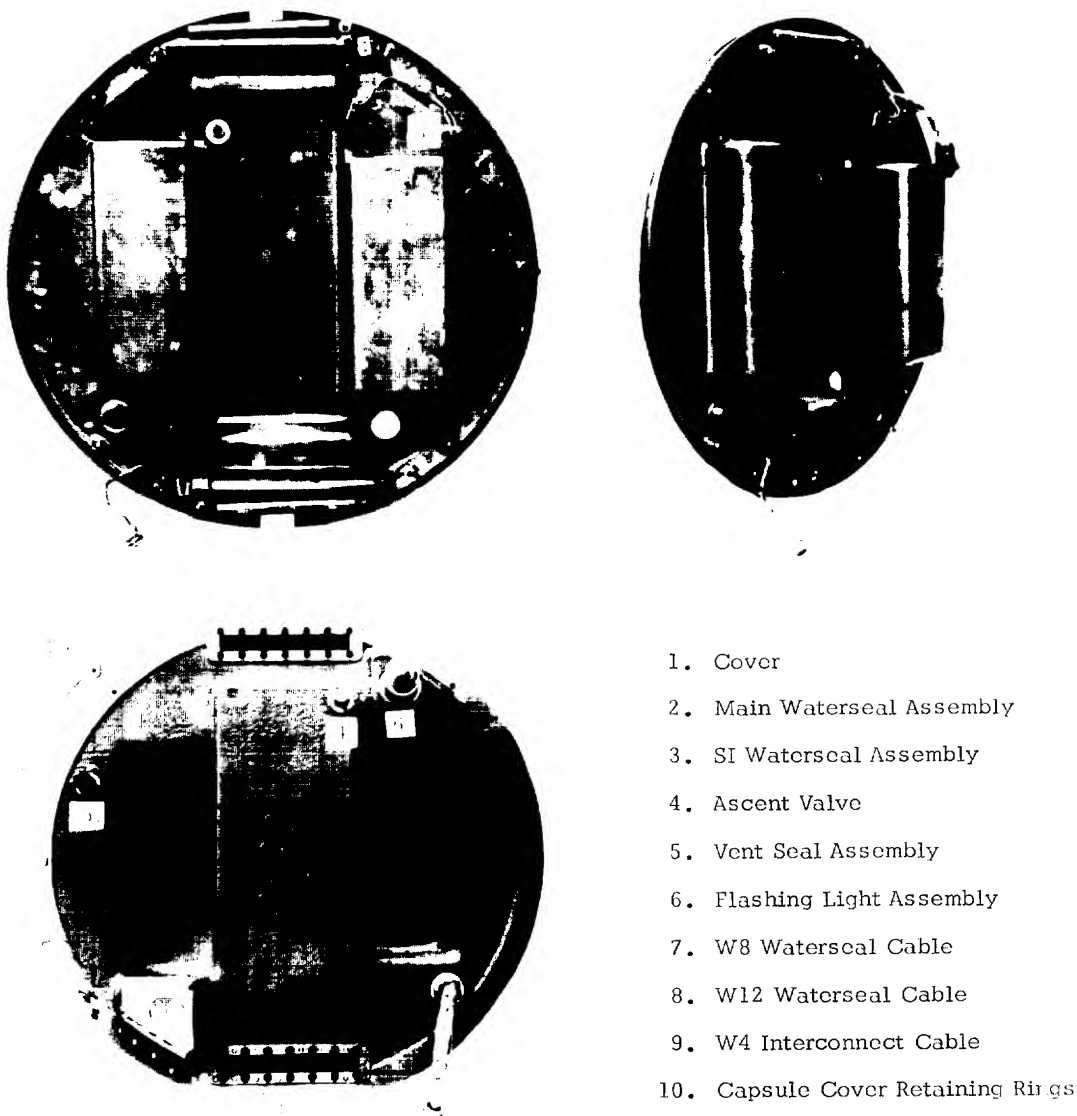 1. Cover
2. Main Waterseal Assembly
3. SI Waterseal Assembly
4. Ascent Valve
5. Vent Seal Assembly
6. Flashing Light Assembly
7. W8 Waterseal Cable
8. W12 Waterseal Cable
9. W4 Interconnect Cable
10. Capsule Cover Retaining Rings